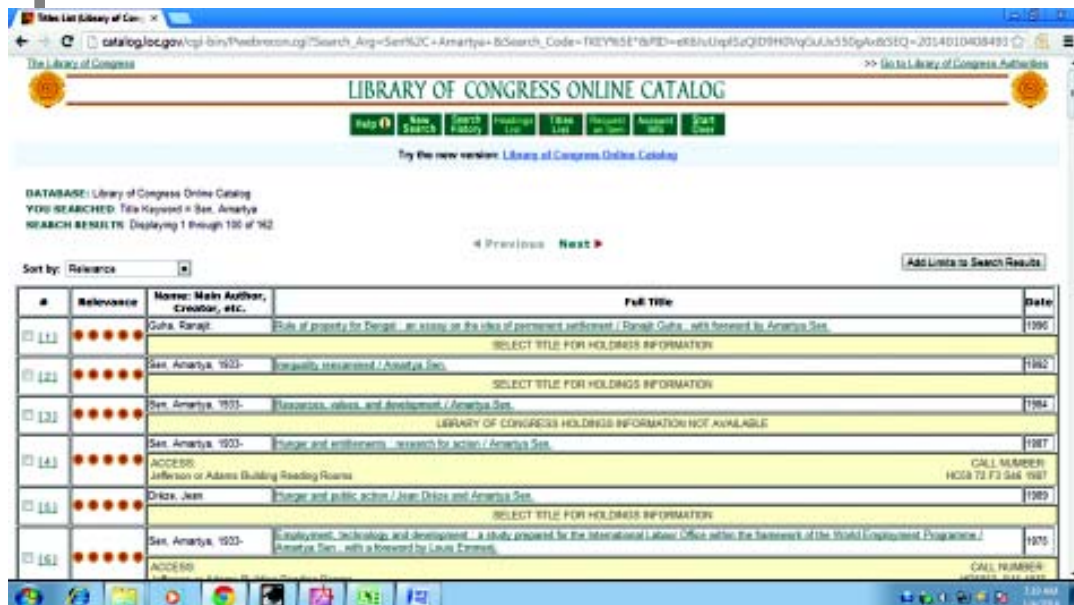 Titles List (Library of Con
catalog.loc.gov/cgi-bin/Pwebrecon.cgi?Search_Arg=Sen%2C+Amartya+&Search_Code=TKEY%5E*&PID=
The Library of Congress
>> Go to Library of Congress Authorities
LIBRARY OF CONGRESS ONLINE CATALOG
Help New Search Search History Headings List Titles List Request an Item Account Info Start Over
Try the new version: Library of Congress Online Catalog
DATABASE: Library of Congress Online Catalog
YOU SEARCHED: Title Keyword = Sen, Amartya
SEARCH RESULTS: Displaying 1 through 100 of 162
Previous Next
Sort by: Relevance
Add Limits to Search Results
# Relevance Name: Main Author, Creator, etc. Full Title Date
[1] Guha, Ranajit. Rule of property for Bengal : an essay on the idea of permanent settlement / Ranajit Guha ; with foreword by Amartya Sen. 1996
SELECT TITLE FOR HOLDINGS INFORMATION
[2] Sen, Amartya, 1933- Inequality reexamined / Amartya Sen. 1992
SELECT TITLE FOR HOLDINGS INFORMATION
[3] Sen, Amartya, 1933- Resources, values, and development / Amartya Sen. 1984
LIBRARY OF CONGRESS HOLDINGS INFORMATION NOT AVAILABLE
[4] Sen, Amartya, 1933- Hunger and entitlements : research for action / Amartya Sen. 1987
ACCESS: CALL NUMBER:
Jefferson or Adams Building Reading Rooms HC59.72.F3 S46 1987
[5] Drèze, Jean. Hunger and public action / Jean Drèze and Amartya Sen. 1989
SELECT TITLE FOR HOLDINGS INFORMATION
[6] Sen, Amartya, 1933- Employment, technology and development : a study prepared for the International Labour Office within the framework of the World Employment Programme / 1975
Amartya Sen ; with a foreword by Louis Emmerij.
ACCESS: CALL NUMBER:
Jefferson or Adams Building Reading Rooms